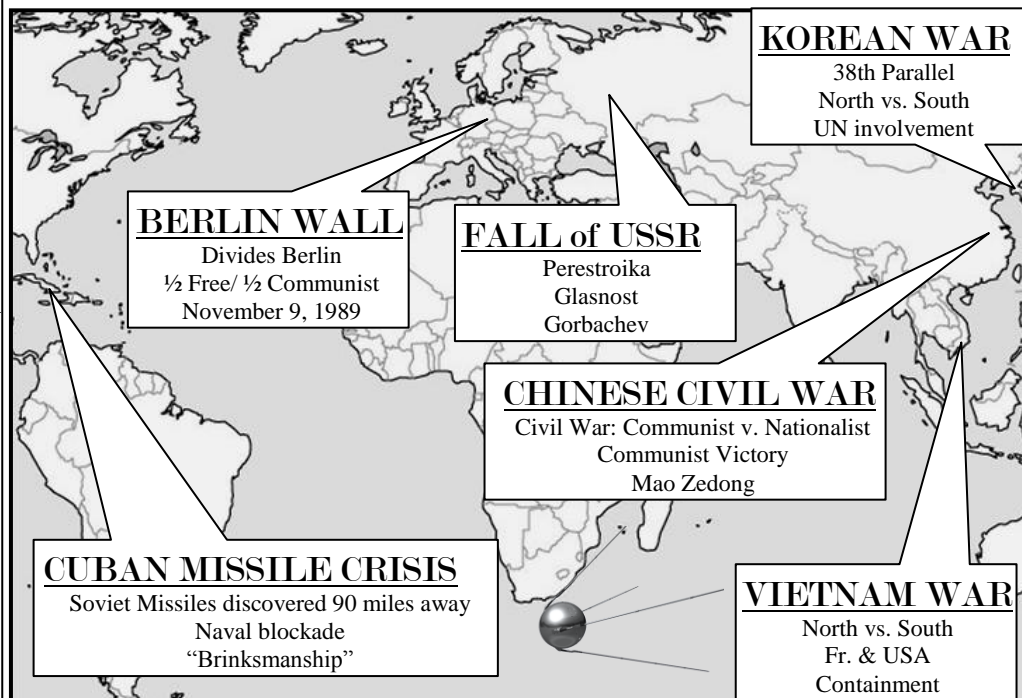 KOREAN WAR
38th Parallel
North vs. South
UN involvement
BERLIN WALL
Divides Berlin
½ Free/ ½ Communist
November 9, 1989
FALL of USSR
Perestroika
Glasnost
Gorbachev
CHINESE CIVIL WAR
Civil War: Communist v. Nationalist
Communist Victory
Mao Zedong
CUBAN MISSILE CRISIS
Soviet Missiles discovered 90 miles away
Naval blockade
“Brinksmanship”
VIETNAM WAR
North vs. South
Fr. & USA
Containment